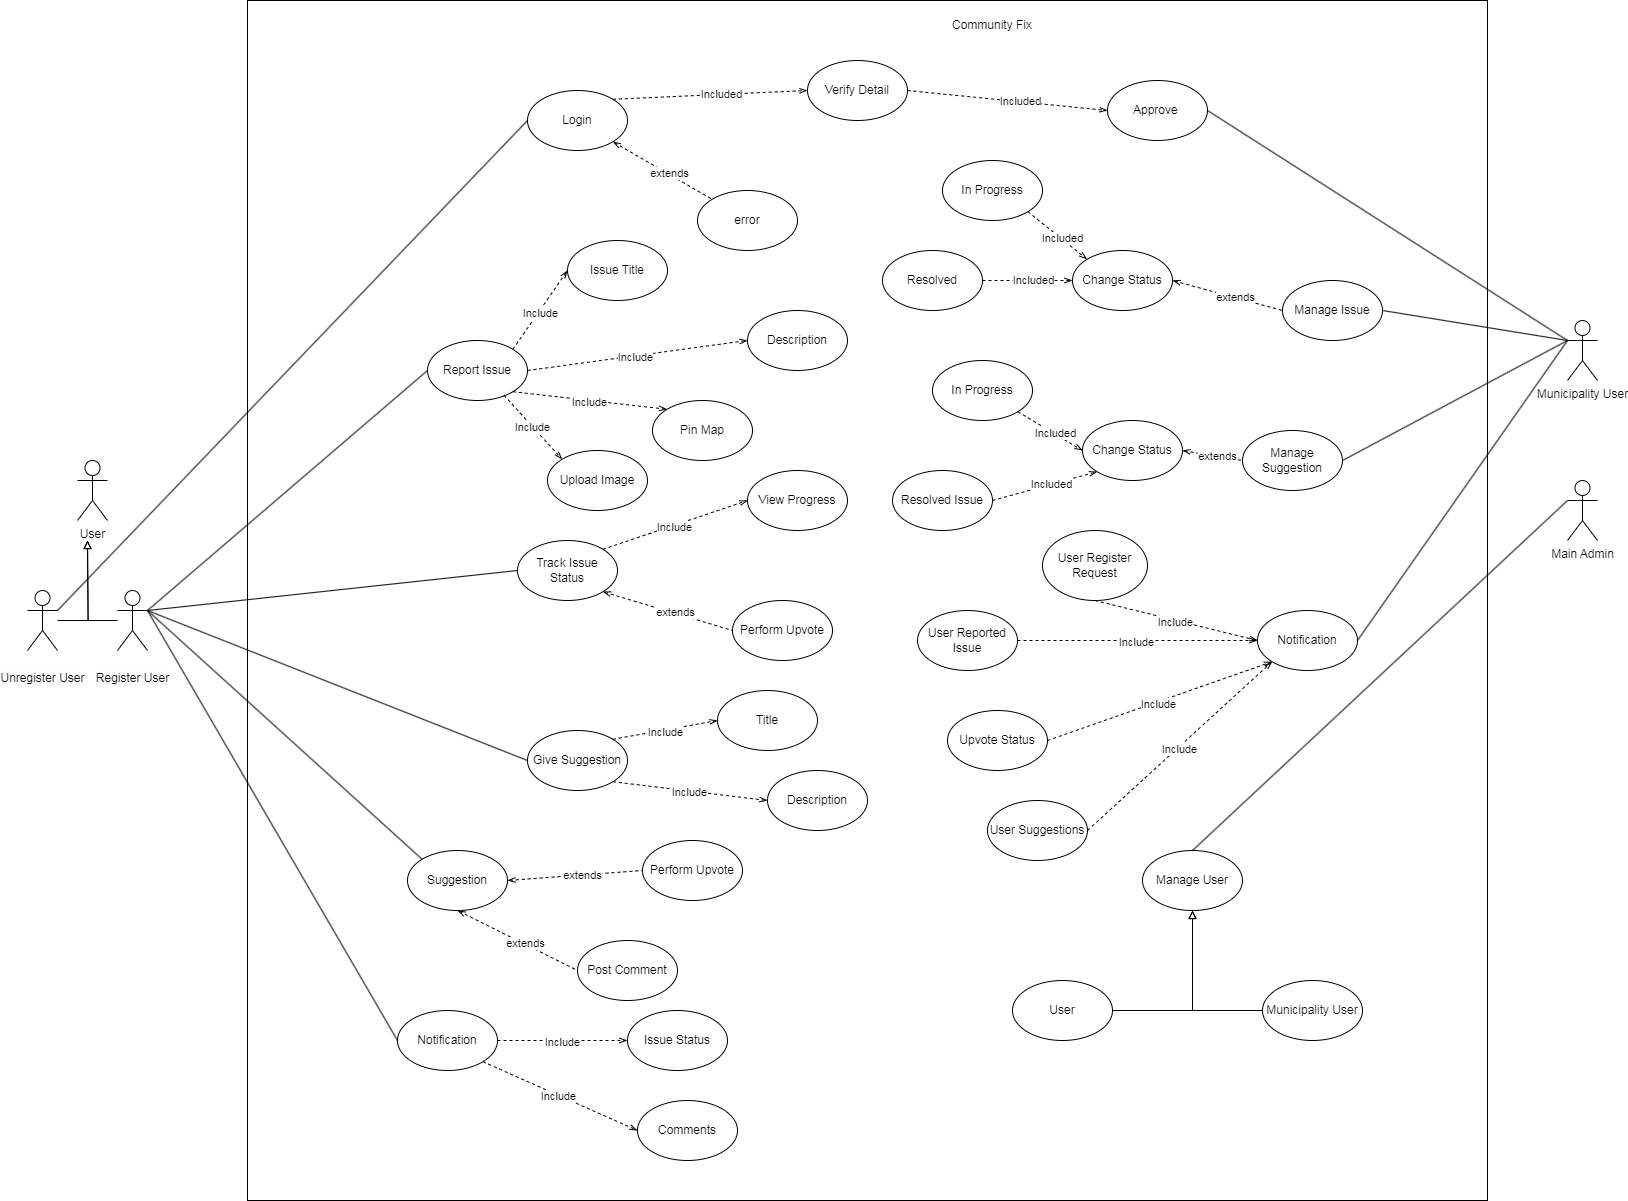 Community Fix
Verify Detail
Included
Included
Approve
Login
extends
In Progress
error
Included
Issue Title
Resolved
Included
Change Status
extends
Manage Issue
Include
Description
Include
Report Issue
Municipality User
In Progress
Include
Include
Pin Map
Included
Change Status
extends
Manage
Suggestion
Upload Image
Included
View Progress
Resolved Issue
Include
User
Main Admin
Track Issue
Status
User Register
Request
extends
Include
Perform Upvote
User Reported
Issue
Include
Notification
Unregister User
Register User
Include
Title
Include
Upvote Status
Include
Give Suggestion
Include
Description
User Suggestions
Suggestion
extends
Perform Upvote
Manage User
extends
Post Comment
User
Municipality User
Notification
Include
Issue Status
Include
Comments